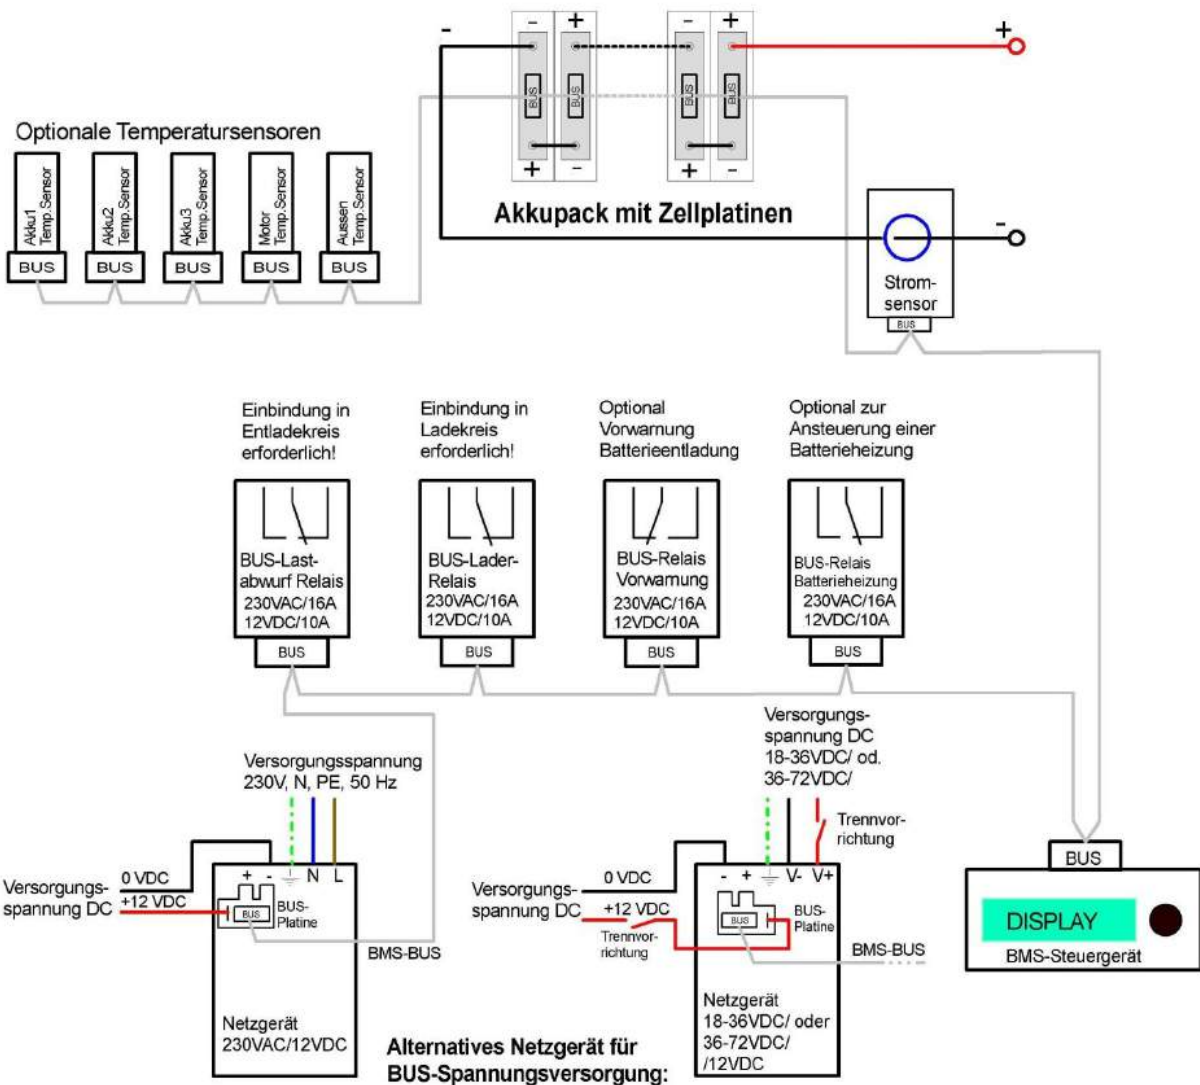 - + - +
- +
BUS BUS BUS BUS
+ - + -
Akkupack mit Zellplatinen
Optionale Temperatursensoren
Akku1
Temp.Sensor
Akku2
Temp.Sensor
Akku3
Temp.Sensor
Motor
Temp.Sensor
Aussen
Temp.Sensor
BUS BUS BUS BUS BUS
-
Strom-
sensor
BUS
Einbindung in
Entladekreis
erforderlich!
Einbindung in
Ladekreis
erforderlich!
Optional
Vorwarnung
Batterieentladung
Optional zur
Ansteuerung einer
Batterieheizung
BUS-Last-
abwurf Relais
230VAC/16A
12VDC/10A
BUS
BUS-Lader-
Relais
230VAC/16A
12VDC/10A
BUS
BUS-Relais
Vorwarnung
230VAC/16A
12VDC/10A
BUS
BUS-Relais
Batterieheizung
230VAC/16A
12VDC/10A
BUS
Versorgungsspannung
230V, N, PE, 50 Hz
+ - N L
0 VDC
Versorgungs-
spannung DC
+12 VDC
BUS
BUS-
Platine
BMS-BUS
Netzgerät
230VAC/12VDC
Versorgungs-
spannung DC
18-36VDC/ od.
36-72VDC/
Trennvor-
richtung
- + V- V+
0 VDC
Versorgungs-
spannung DC
+12 VDC
Trennvor-
richtung
BUS
BUS-
Platine
BMS-BUS
Netzgerät
18-36VDC/ oder
36-72VDC/
/12VDC
BUS
DISPLAY
BMS-Steuergerät
Alternatives Netzgerät für
BUS-Spannungsversorgung: